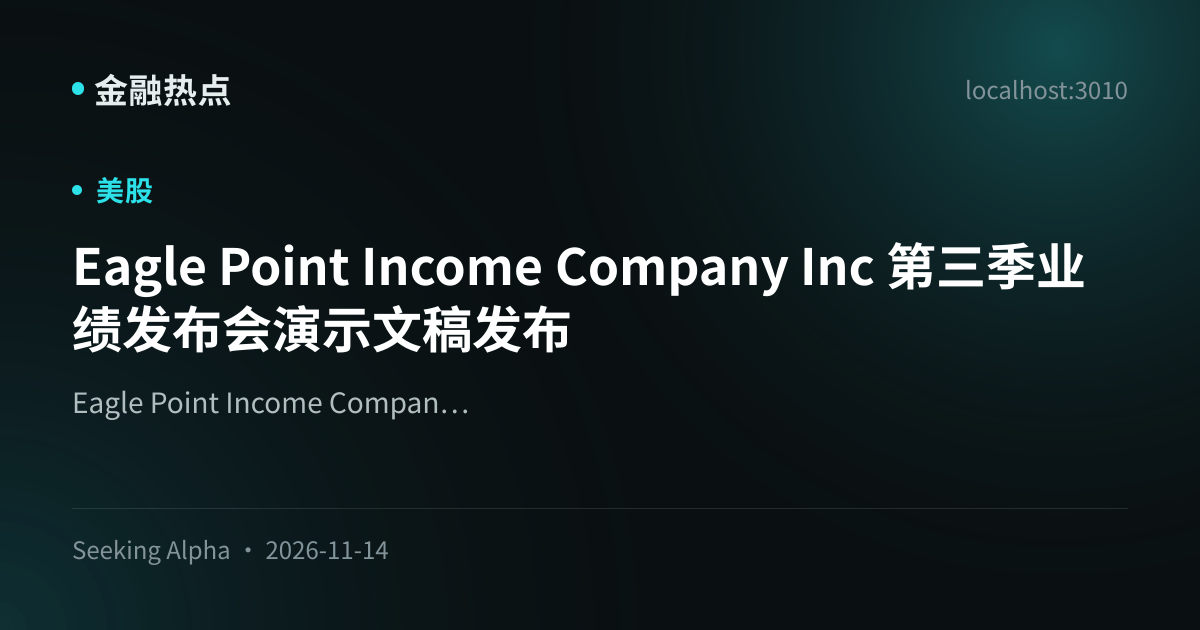 金融热点
localhost:3010
美股
Eagle Point Income Company Inc 第三季业
绩发布会演示文稿发布
Eagle Point Income Compan…
Seeking Alpha · 2026-11-14